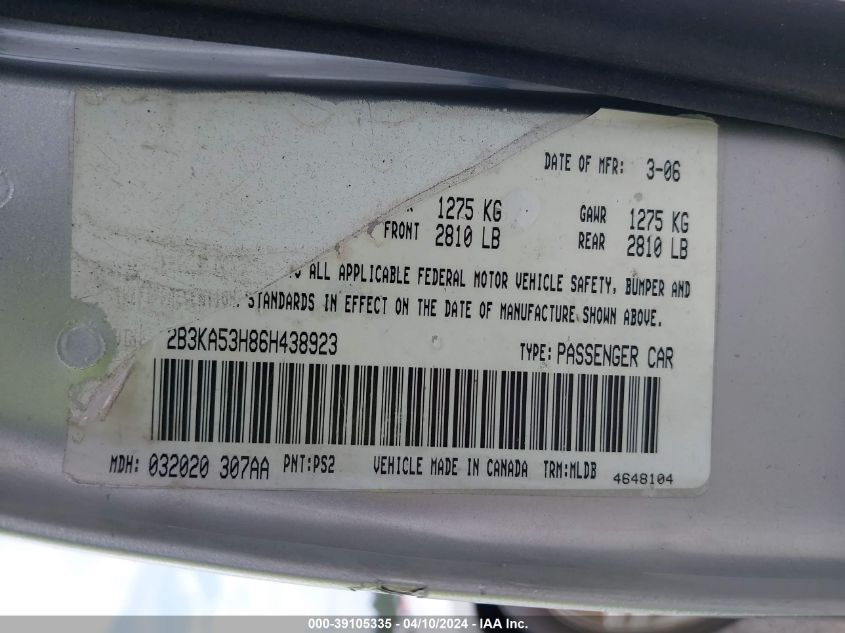 DATE OF MFR: 3-06
1275 KG GAWR 1275 KG
FRONT 2810 LB REAR 2810 LB
ALL APPLICABLE FEDERAL MOTOR VEHICLE SAFETY, BUMPER AND
STANDARDS IN EFFECT ON THE DATE OF MANUFACTURE SHOWN ABOVE.
2B3KA53H86H438923 TYPE: PASSENGER CAR
MDH: 032020 307AA PNT:PS2 VEHICLE MADE IN CANADA TRM:MLDB
4648104
000-39105335 - 04/10/2024 - IAA Inc.